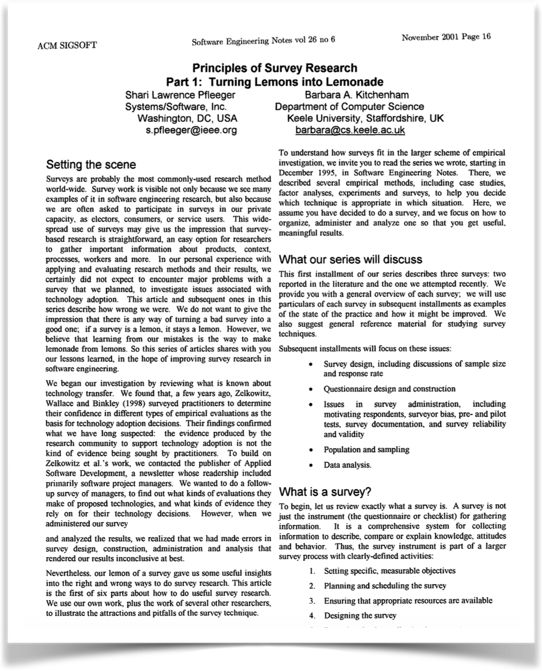 ACM SIGSOFT
Software Engineering Notes vol 26 no 6
November 2001 Page 16
Principles of Survey Research
Part 1: Turning Lemons into Lemonade
Shari Lawrence Pfleeger
Systems/Software, Inc.
Washington, DC, USA
s.pfleeger@ieee.org
Barbara A. Kitchenham
Department of Computer Science
Keele University, Staffordshire, UK
barbara@cs.keele.ac.uk
Setting the scene
Surveys are probably the most commonly-used research method
world-wide. Survey work is visible not only because we see many
examples of it in software engineering research, but also because
we are often asked to participate in surveys in our private
capacity, as electors, consumers, or service users. This wide-
spread use of surveys may give us the impression that survey-
based research is straightforward, an easy option for researchers
to gather important information about products, context,
processes, workers and more. In our personal experience with
applying and evaluating research methods and their results, we
certainly did not expect to encounter major problems with a
survey that we planned, to investigate issues associated with
technology adoption. This article and subsequent ones in this
series describe how wrong we were. We do not want to give the
impression that there is any way of turning a bad survey into a
good one; if a survey is a lemon, it stays a lemon. However, we
believe that learning from our mistakes is the way to make
lemonade from lemons. So this series of articles shares with you
our lessons learned, in the hope of improving survey research in
software engineering.
We began our investigation by reviewing what is known about
technology transfer. We found that, a few years ago, Zelkowitz,
Wallace and Binkley (1998) surveyed practitioners to determine
their confidence in different types of empirical evaluations as the
basis for technology adoption decisions. Their findings confirmed
what we have long suspected: the evidence produced by the
research community to support technology adoption is not the
kind of evidence being sought by practitioners. To build on
Zelkowitz et al.'s work, we contacted the publisher of Applied
Software Development, a newsletter whose readership included
primarily software project managers. We wanted to do a follow-
up survey of managers, to find out what kinds of evaluations they
make of proposed technologies, and what kinds of evidence they
rely on for their technology decisions. However, when we
administered our survey
and analyzed the results, we realized that we had made errors in
survey design, construction, administration and analysis that
rendered our results inconclusive at best.
Nevertheless, our lemon of a survey gave us some useful insights
into the right and wrong ways to do survey research. This article
is the first of six parts about how to do useful survey research.
We use our own work, plus the work of several other researchers,
to illustrate the attractions and pitfalls of the survey technique.
To understand how surveys fit in the larger scheme of empirical
investigation, we invite you to read the series we wrote, starting in
December 1995, in Software Engineering Notes. There, we
described several empirical methods, including case studies,
factor analyses, experiments and surveys, to help you decide
which technique is appropriate in which situation. Here, we
assume you have decided to do a survey, and we focus on how to
organize, administer and analyze one so that you get useful,
meaningful results.
What our series will discuss
This first installment of our series describes three surveys: two
reported in the literature and the one we attempted recently. We
provide you with a general overview of each survey; we will use
particulars of each survey in subsequent installments as examples
of the state of the practice and how it might be improved. We
also suggest general reference material for studying survey
techniques.
Subsequent installments will focus on these issues:
• Survey design, including discussions of sample size
and response rate
• Questionnaire design and construction
• Issues in survey administration, including
motivating respondents, surveyor bias, pre- and pilot
tests, survey documentation, and survey reliability
and validity
• Population and sampling
• Data analysis.
What is a survey?
To begin, let us review exactly what a survey is. A survey is not
just the instrument (the questionnaire or checklist) for gathering
information. It is a comprehensive system for collecting
information to describe, compare or explain knowledge, attitudes
and behavior. Thus, the survey instrument is part of a larger
survey process with clearly-defined activities:
1. Setting specific, measurable objectives
2. Planning and scheduling the survey
3. Ensuring that appropriate resources are available
4. Designing the survey